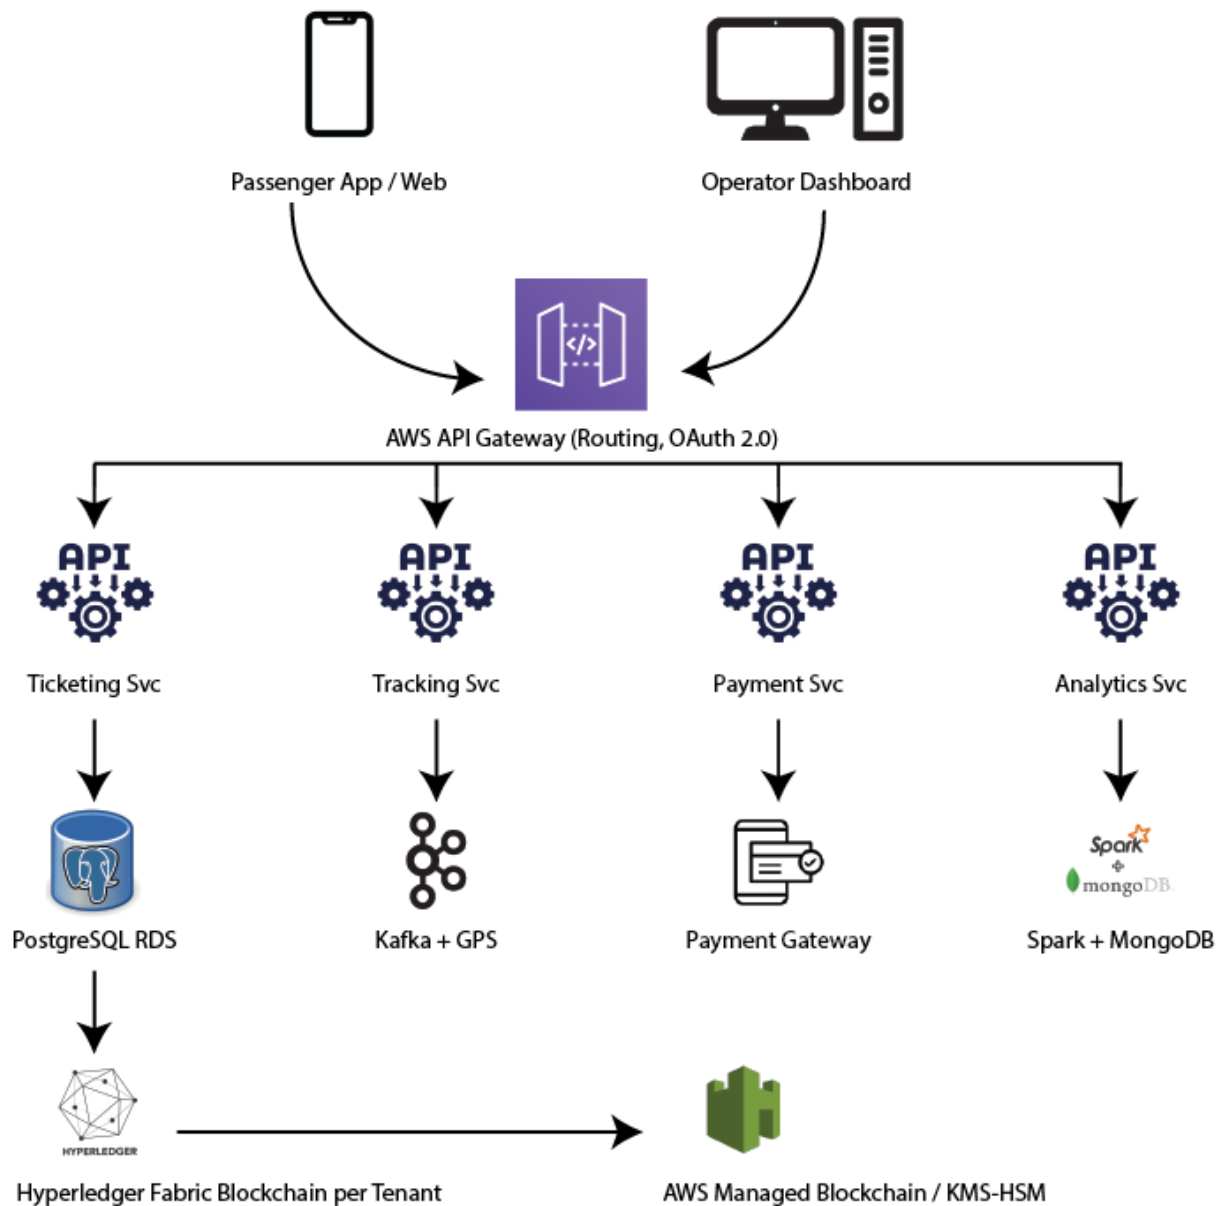 Passenger App / Web
Operator Dashboard
</>
AWS API Gateway (Routing, OAuth 2.0)
API
API
API
API
Ticketing Svc
Tracking Svc
Payment Svc
Analytics Svc
Spark
+
mongoDB.
PostgreSQL RDS
Kafka + GPS
Payment Gateway
Spark + MongoDB
HYPERLEDGER
Hyperledger Fabric Blockchain per Tenant
AWS Managed Blockchain / KMS-HSM